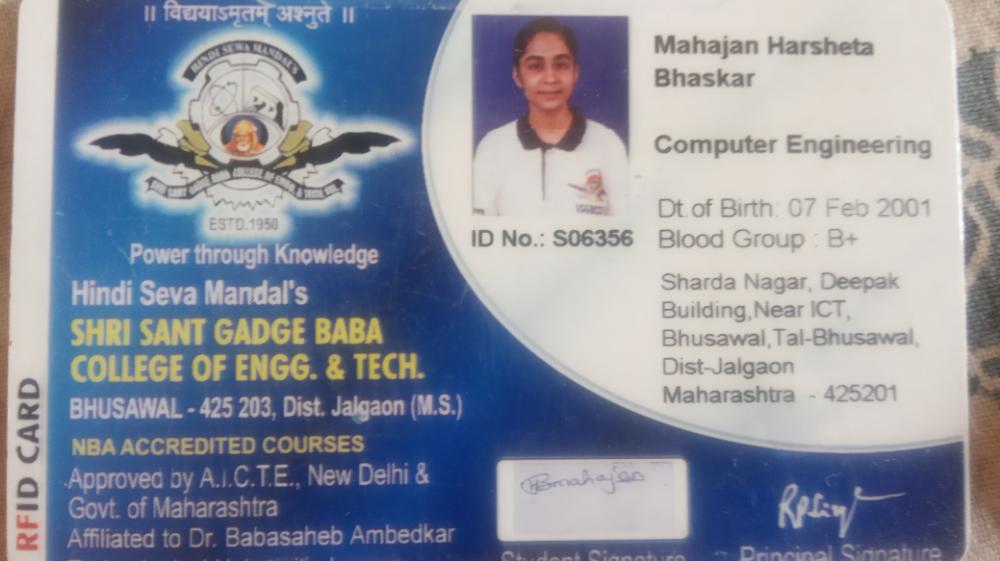 ॥ विद्ययाऽमृतमश्नुते ॥
HINDI SEWA MANDAL'S
ESTD.1950
Power through Knowledge
Hindi Seva Mandal's
SHRI SANT GADGE BABA
COLLEGE OF ENGG. & TECH.
BHUSAWAL - 425 203, Dist. Jalgaon (M.S.)
NBA ACCREDITED COURSES
Approved by A.I.C.T.E., New Delhi &
Govt. of Maharashtra
Affiliated to Dr. Babasaheb Ambedkar
RFID CARD
Mahajan Harsheta
Bhaskar
Computer Engineering
Dt.of Birth: 07 Feb 2001
ID No.: S06356
Blood Group : B+
Sharda Nagar, Deepak
Building,Near ICT,
Bhusawal,Tal-Bhusawal,
Dist-Jalgaon
Maharashtra - 425201
Student Signature
Principal Signature